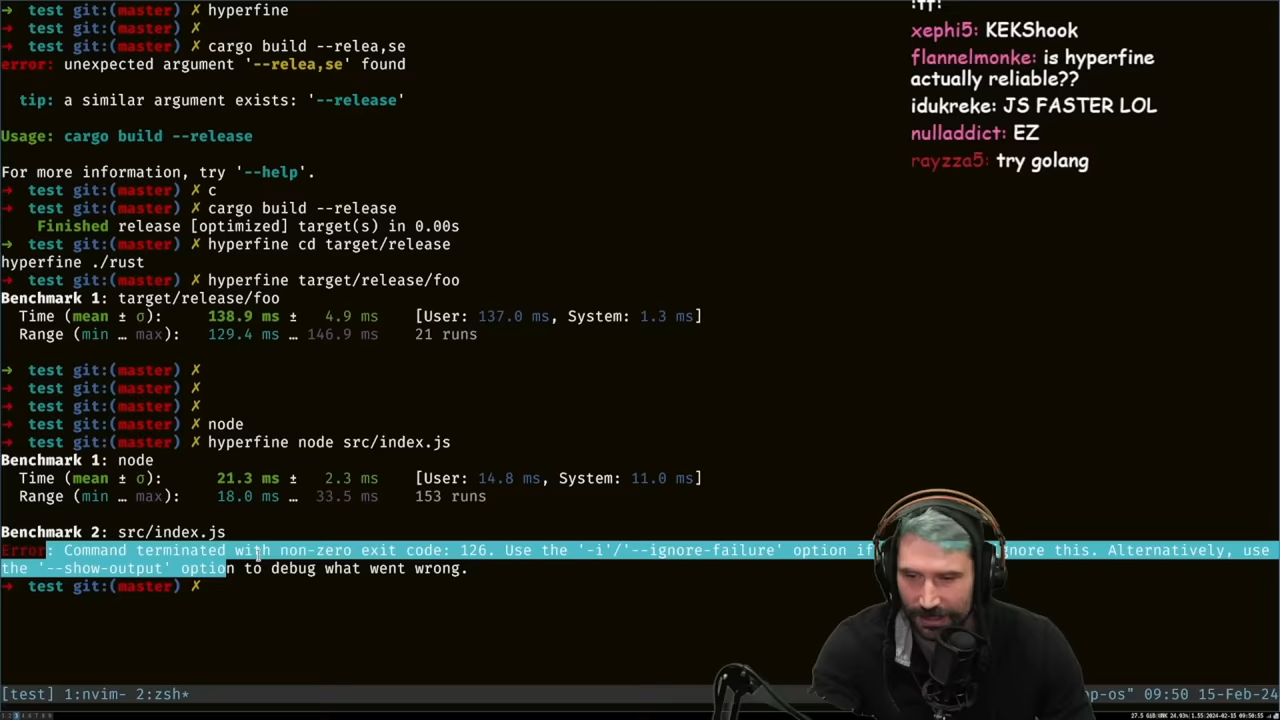 → test git:(master) ✗ hyperfine
→ test git:(master) ✗
→ test git:(master) ✗ cargo build --relea,se
error: unexpected argument '--relea,se' found
tip: a similar argument exists: '--release'
Usage: cargo build --release
For more information, try '--help'.
→ test git:(master) ✗ c
→ test git:(master) ✗ cargo build --release
Finished release [optimized] target(s) in 0.00s
→ test git:(master) ✗ hyperfine cd target/release
hyperfine ./rust
→ test git:(master) ✗ hyperfine target/release/foo
Benchmark 1: target/release/foo
Time (mean ± σ): 138.9 ms ± 4.9 ms [User: 137.0 ms, System: 1.3 ms]
Range (min … max): 129.4 ms … 146.9 ms 21 runs
→ test git:(master) ✗
→ test git:(master) ✗
→ test git:(master) ✗
→ test git:(master) ✗ node
→ test git:(master) ✗ hyperfine node src/index.js
Benchmark 1: node
Time (mean ± σ): 21.3 ms ± 2.3 ms [User: 14.8 ms, System: 11.0 ms]
Range (min … max): 18.0 ms … 33.5 ms 153 runs
Benchmark 2: src/index.js
Error: Command terminated with non-zero exit code: 126. Use the '-i'/'--ignore-failure' option if gnore this. Alternatively, use
the '--show-output' option to debug what went wrong.
→ test git:(master) ✗
[test] 1:nvim- 2:zsh* op-os" 09:50 15-Feb-24
xephi5: KEKShook
flannelmonke: is hyperfine
actually reliable??
idukreke: JS FASTER LOL
nulladdict: EZ
rayzza5: try golang